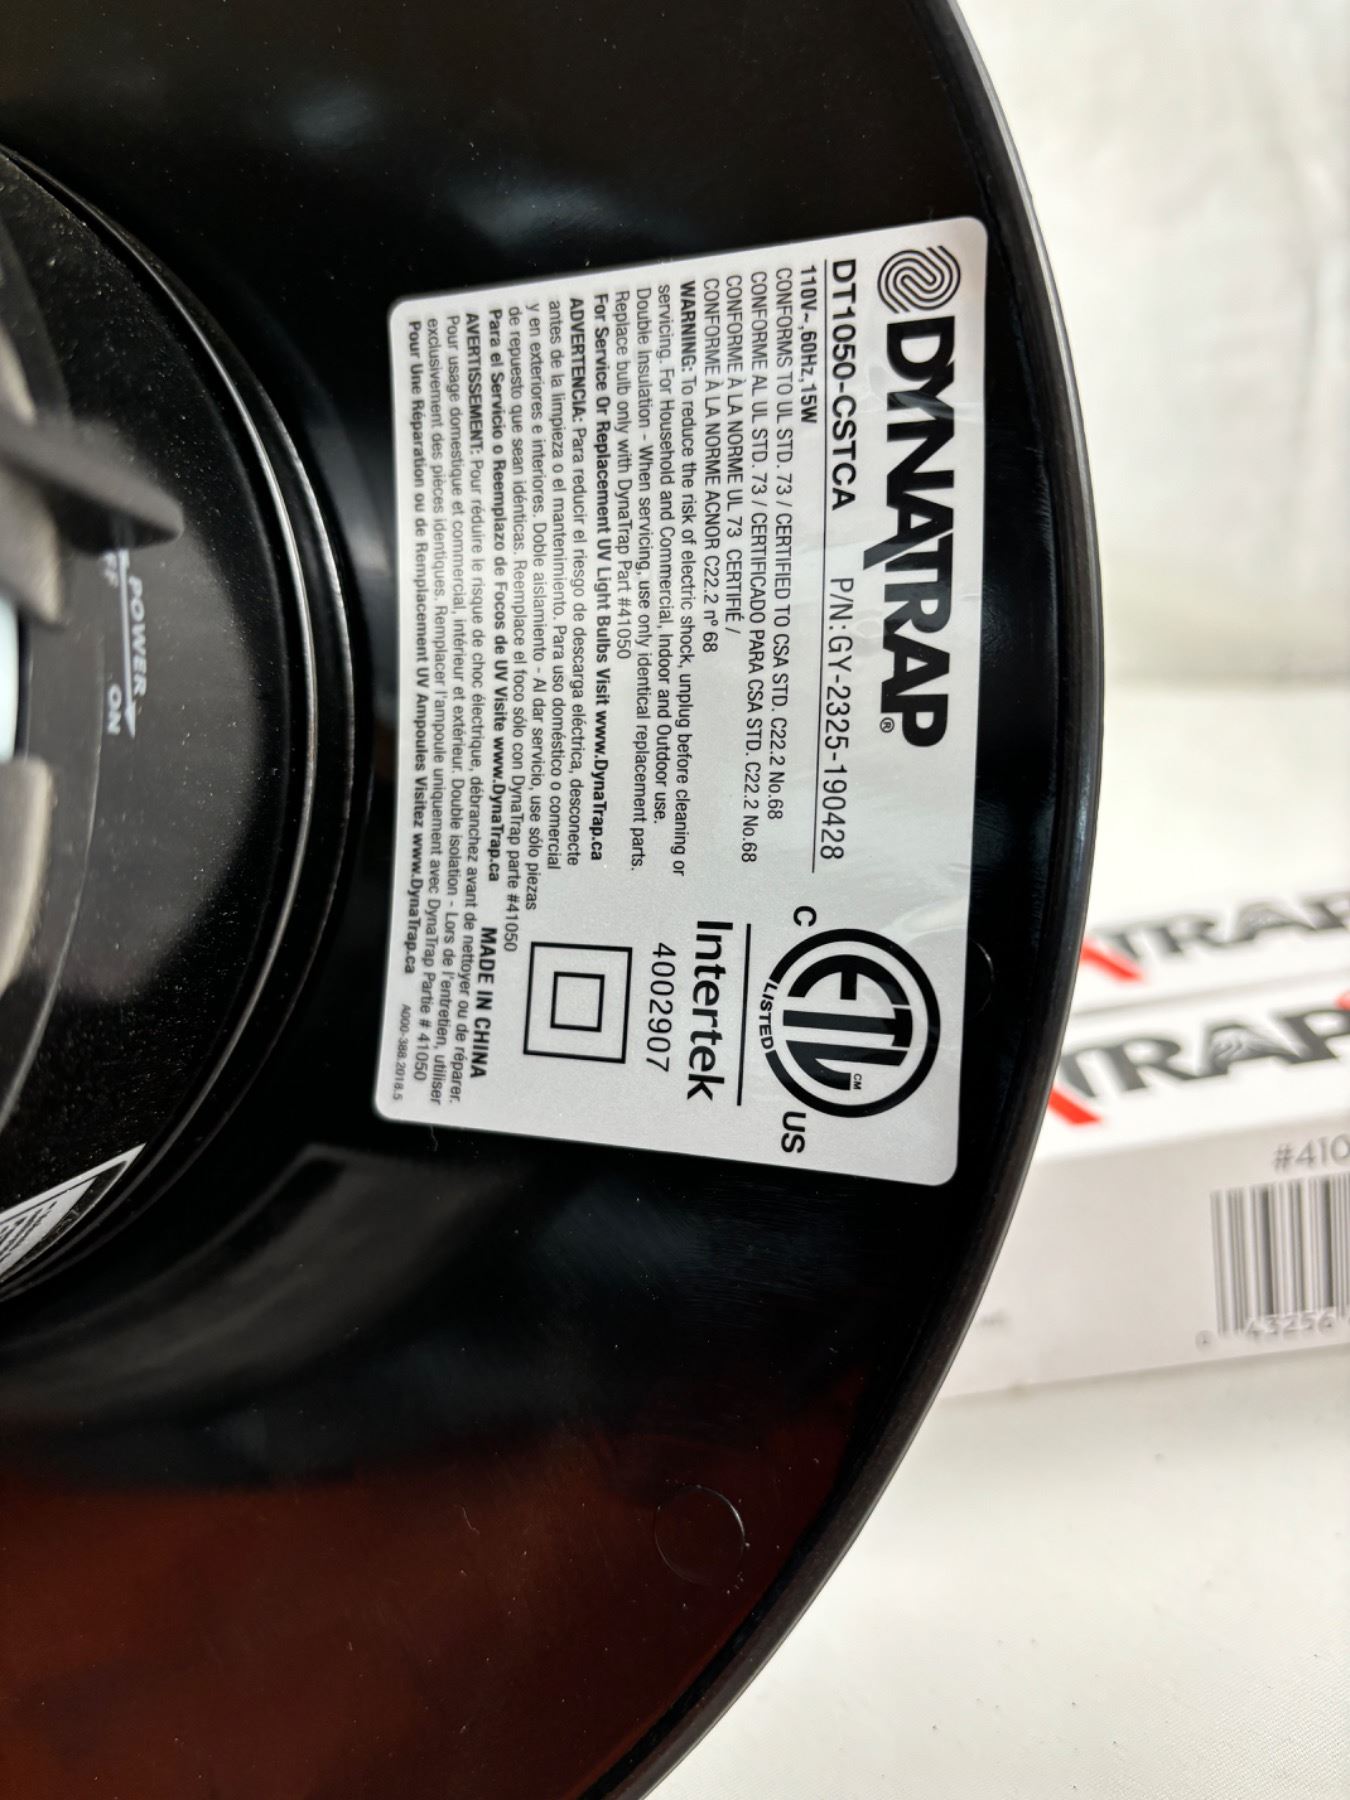 DYNATRAP®
DT1050-CSTCA P/N:GY-2325-190428
110V~,60Hz,15W
CONFORMS TO UL STD. 73 / CERTIFIED TO CSA STD. C22.2 No.68
CONFORME AL UL STD. 73 / CERTIFICADO PARA CSA STD. C22.2 No.68
CONFORME À LA NORME UL 73 CERTIFIÉ /
CONFORME À LA NORME ACNOR C22.2 nº 68
WARNING: To reduce the risk of electric shock, unplug before cleaning or
servicing. For Household and Commercial, Indoor and Outdoor use.
Double Insulation - When servicing, use only identical replacement parts.
Replace bulb only with DynaTrap Part #41050
For Service Or Replacement UV Light Bulbs Visit www.DynaTrap.ca
ADVERTENCIA: Para reducir el riesgo de descarga eléctrica, desconecte
antes de la limpieza o el mantenimiento. Para uso doméstico o comercial
y en exteriores e interiores. Doble aislamiento - Al dar servicio, use sólo piezas
de repuesto que sean idénticas. Reemplace el foco sólo con DynaTrap parte #41050
Para el Servicio o Reemplazo de Focos de UV Visite www.DynaTrap.ca
AVERTISSEMENT: Pour réduire le risque de choc électrique, débranchez avant de nettoyer ou de réparer.
Pour usage domestique et commercial, intérieur et extérieur. Double isolation - Lors de l'entretien, utiliser
exclusivement des pièces identiques. Remplacer l'ampoule uniquement avec DynaTrap Partie # 41050
Pour Une Réparation ou de Remplacement UV Ampoules Visitez www.DynaTrap.ca
C ETL CM US
LISTED
Intertek
4002907
MADE IN CHINA
A000-388.2018.5
POWER
ON
TRAP
TRAP
#410
0 43256